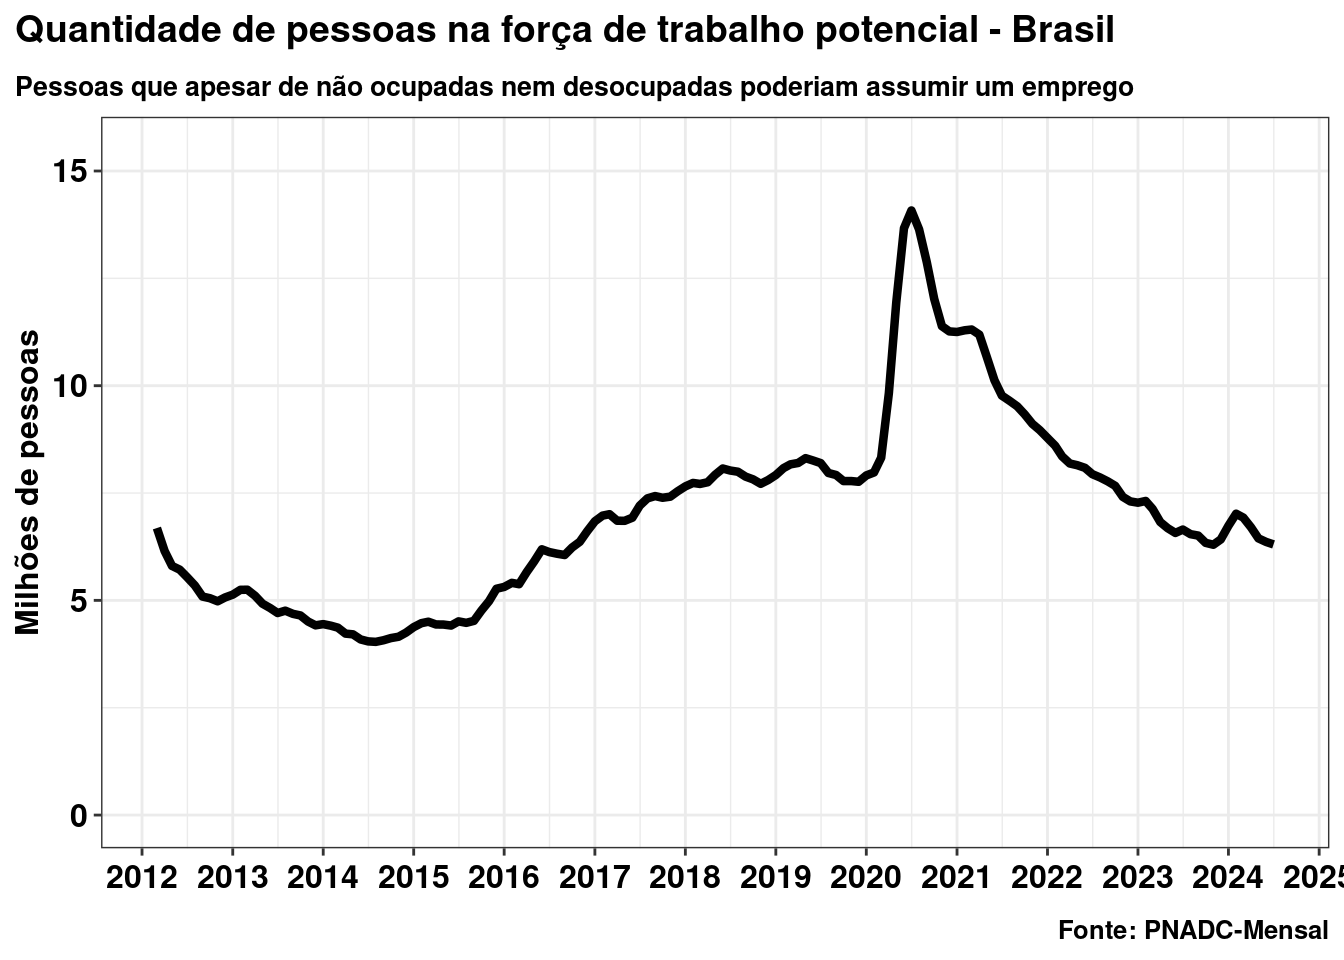 Quantidade de pessoas na força de trabalho potencial - Brasil
Pessoas que apesar de não ocupadas nem desocupadas poderiam assumir um emprego
Milhões de pessoas
15
10
5
0
2012 2013 2014 2015 2016 2017 2018 2019 2020 2021 2022 2023 2024 2025
Fonte: PNADC-Mensal